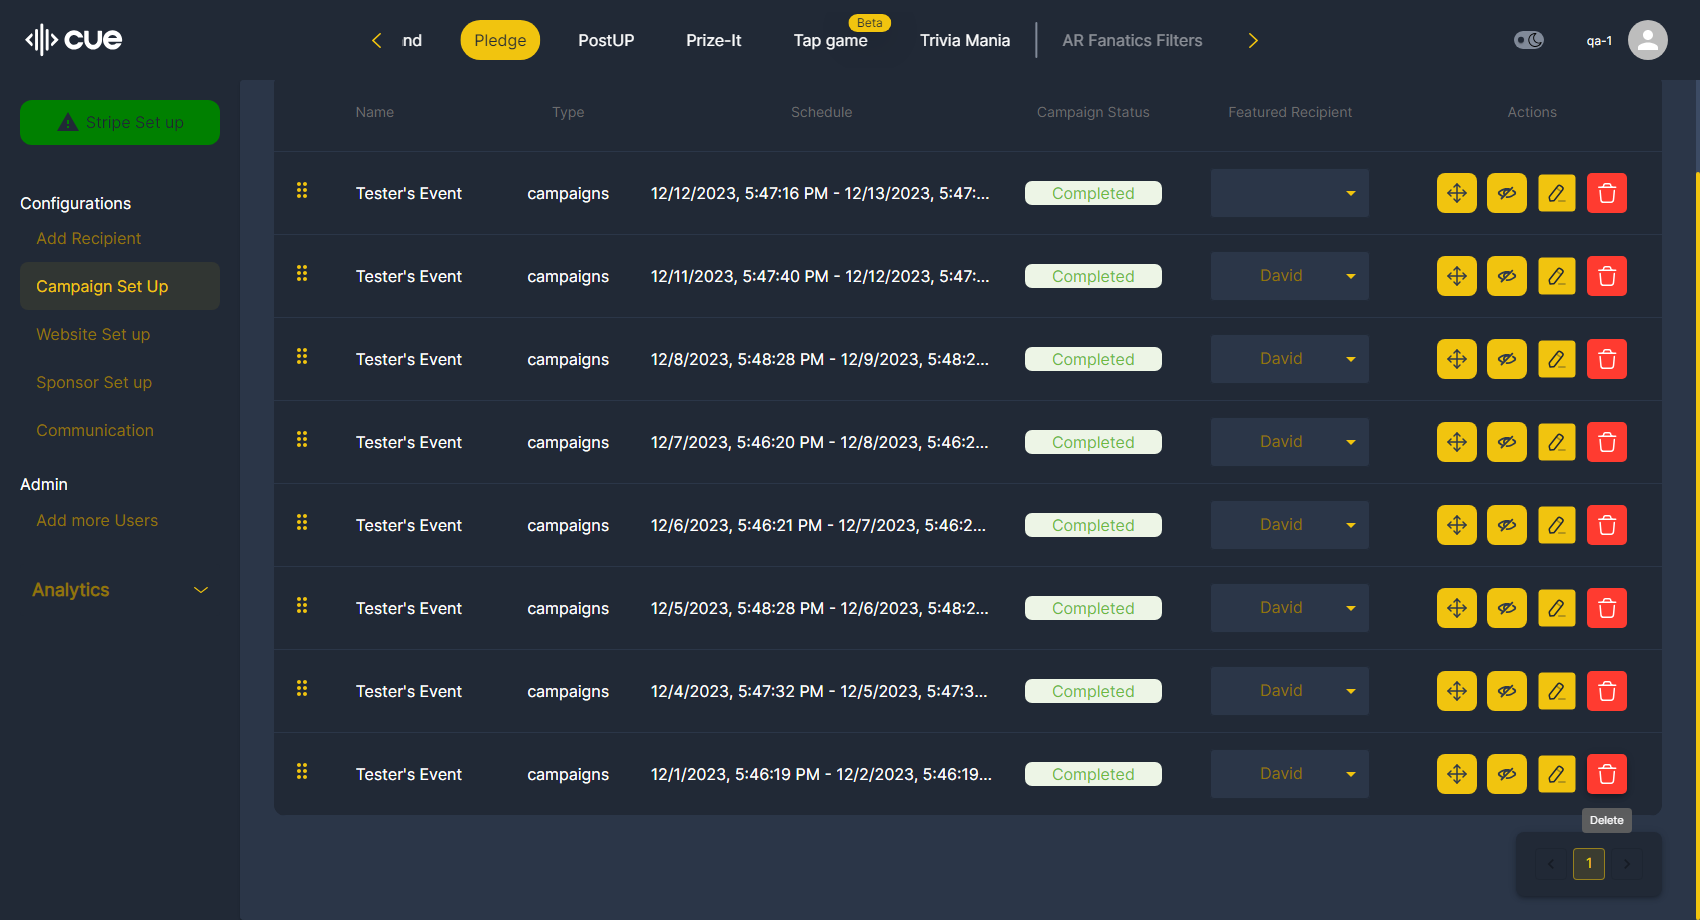 cue
nd
Pledge
PostUP
Prize-It
Beta
Tap game
Trivia Mania
AR Fanatics Filters
qa-1
Stripe Set up
Configurations
Add Recipient
Campaign Set Up
Website Set up
Sponsor Set up
Communication
Admin
Add more Users
Analytics
Name Type Schedule Campaign Status Featured Recipient Actions
Tester's Event campaigns 12/12/2023, 5:47:16 PM - 12/13/2023, 5:47:... Completed
Tester's Event campaigns 12/11/2023, 5:47:40 PM - 12/12/2023, 5:47:... Completed David
Tester's Event campaigns 12/8/2023, 5:48:28 PM - 12/9/2023, 5:48:2... Completed David
Tester's Event campaigns 12/7/2023, 5:46:20 PM - 12/8/2023, 5:46:2... Completed David
Tester's Event campaigns 12/6/2023, 5:46:21 PM - 12/7/2023, 5:46:2... Completed David
Tester's Event campaigns 12/5/2023, 5:48:28 PM - 12/6/2023, 5:48:2... Completed David
Tester's Event campaigns 12/4/2023, 5:47:32 PM - 12/5/2023, 5:47:3... Completed David
Tester's Event campaigns 12/1/2023, 5:46:19 PM - 12/2/2023, 5:46:19... Completed David
Delete
1